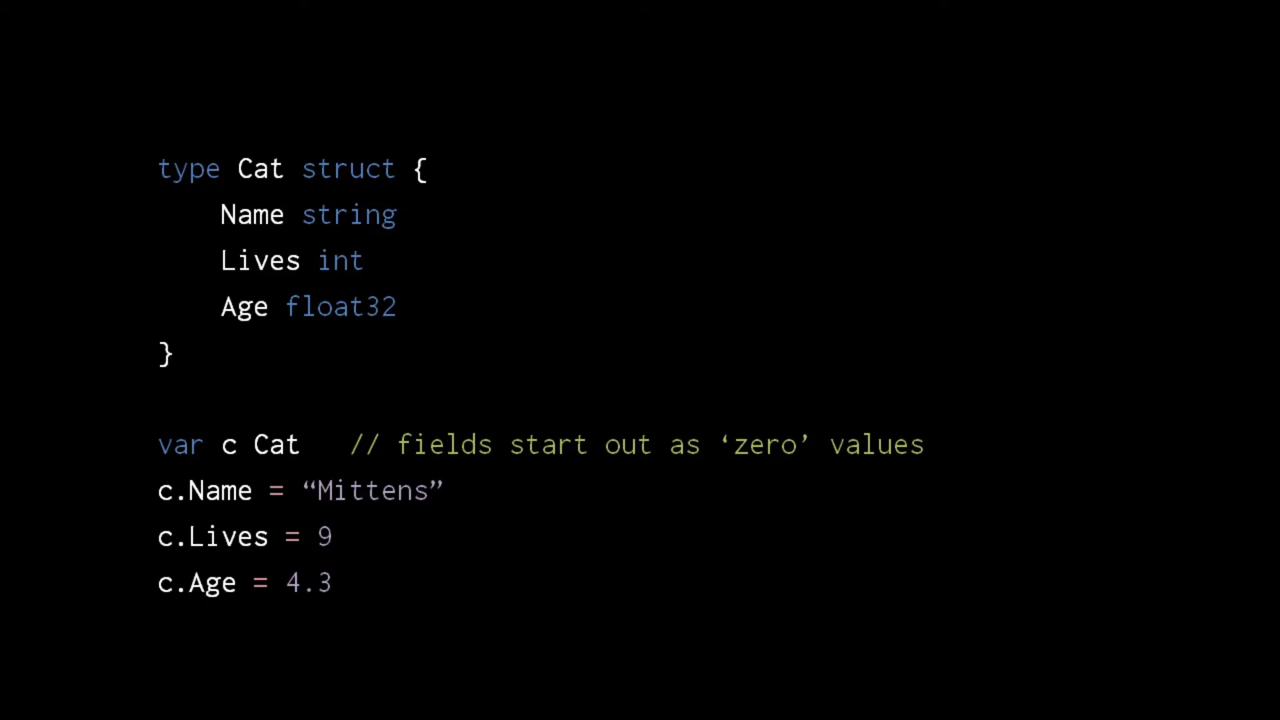 type Cat struct {
    Name string
    Lives int
    Age float32
}
var c Cat   // fields start out as ‘zero’ values
c.Name = “Mittens”
c.Lives = 9
c.Age = 4.3